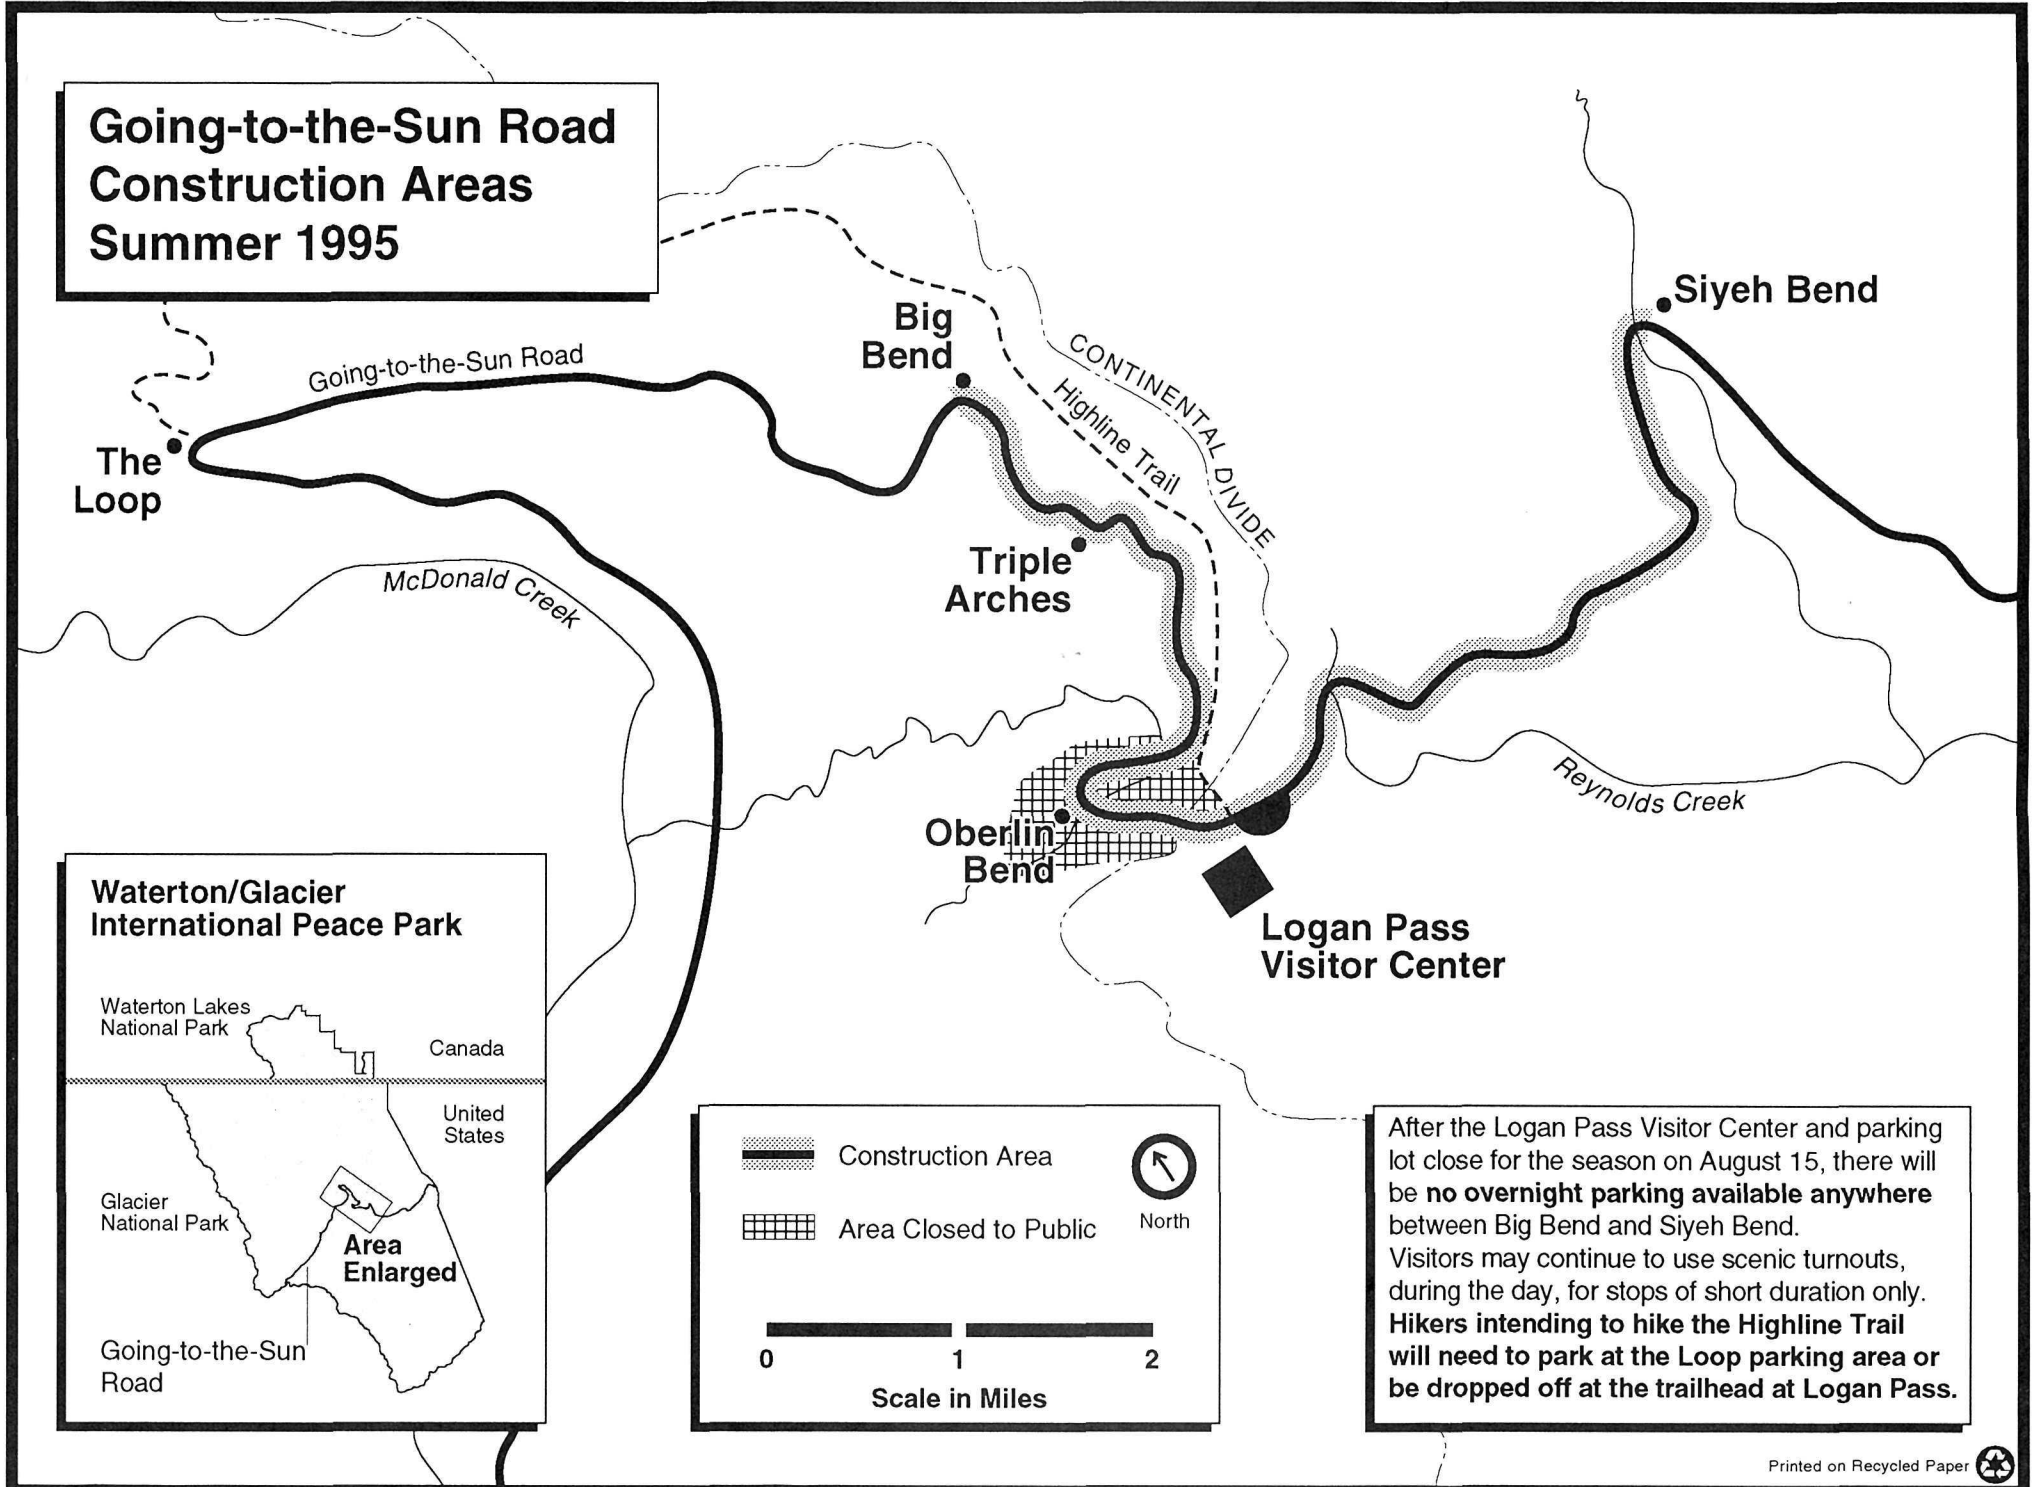 Going-to-the-Sun Road
Construction Areas
Summer 1995
Siyeh Bend
Big
Bend
Going-to-the-Sun Road
CONTINENTAL DIVIDE
Highline Trail
The
Loop
Triple
Arches
McDonald Creek
Reynolds Creek
Oberlin
Bend
Logan Pass
Visitor Center
Waterton/Glacier
International Peace Park
Waterton Lakes
National Park
Canada
United
States
Glacier
National Park
Area
Enlarged
Going-to-the-Sun
Road
Construction Area
Area Closed to Public
North
0 1 2
Scale in Miles
After the Logan Pass Visitor Center and parking
lot close for the season on August 15, there will
be no overnight parking available anywhere
between Big Bend and Siyeh Bend.
Visitors may continue to use scenic turnouts,
during the day, for stops of short duration only.
Hikers intending to hike the Highline Trail
will need to park at the Loop parking area or
be dropped off at the trailhead at Logan Pass.
Printed on Recycled Paper